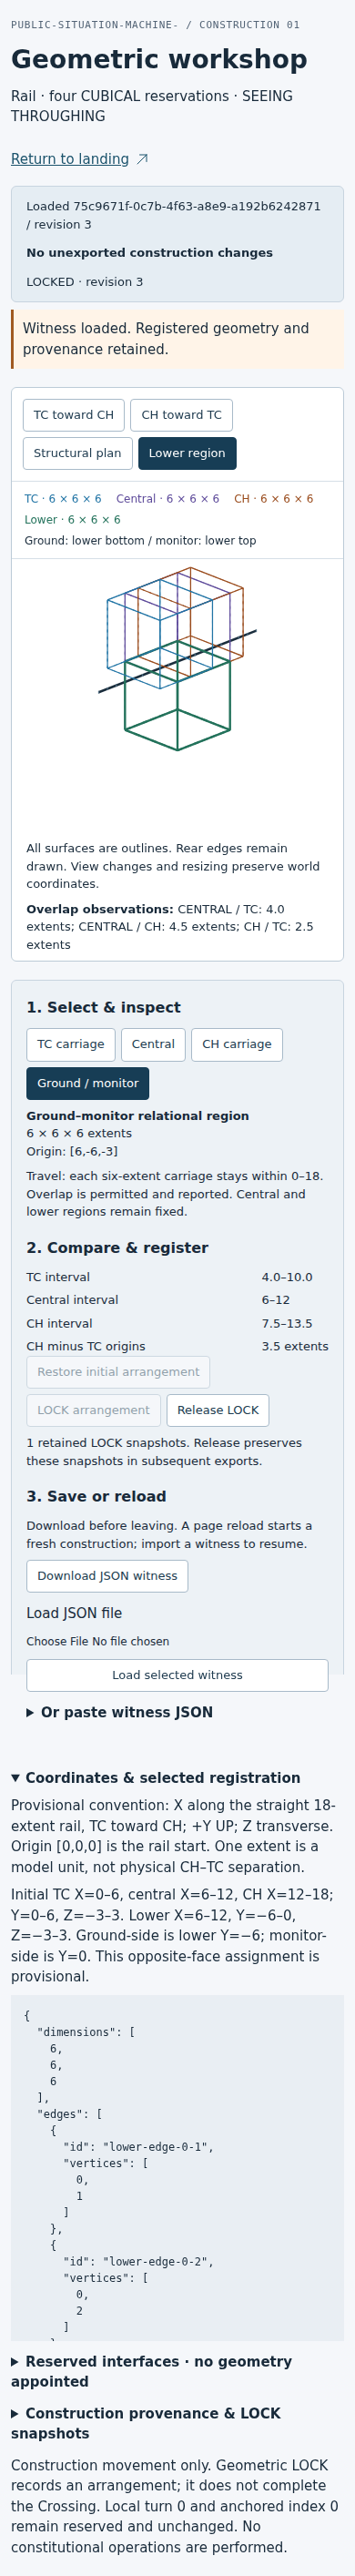 PUBLIC-SITUATION-MACHINE- / CONSTRUCTION 01
Geometric workshop
Rail · four CUBICAL reservations · SEEING
THROUGHING
Return to landing ↗
Loaded 75c9671f-0c7b-4f63-a8e9-a192b6242871
/ revision 3
No unexported construction changes
LOCKED · revision 3
Witness loaded. Registered geometry and
provenance retained.
TC toward CH
CH toward TC
Structural plan
Lower region
TC · 6 × 6 × 6 Central · 6 × 6 × 6 CH · 6 × 6 × 6
Lower · 6 × 6 × 6
Ground: lower bottom / monitor: lower top
All surfaces are outlines. Rear edges remain
drawn. View changes and resizing preserve world
coordinates.
Overlap observations: CENTRAL / TC: 4.0
extents; CENTRAL / CH: 4.5 extents; CH / TC: 2.5
extents
1. Select & inspect
TC carriage
Central
CH carriage
Ground / monitor
Ground–monitor relational region
6 × 6 × 6 extents
Origin: [6,-6,-3]
Travel: each six-extent carriage stays within 0–18.
Overlap is permitted and reported. Central and
lower regions remain fixed.
2. Compare & register
TC interval 4.0–10.0
Central interval 6–12
CH interval 7.5–13.5
CH minus TC origins 3.5 extents
Restore initial arrangement
LOCK arrangement
Release LOCK
1 retained LOCK snapshots. Release preserves
these snapshots in subsequent exports.
3. Save or reload
Download before leaving. A page reload starts a
fresh construction; import a witness to resume.
Download JSON witness
Load JSON file
Choose File No file chosen
Load selected witness
▶ Or paste witness JSON
▼ Coordinates & selected registration
Provisional convention: X along the straight 18-
extent rail, TC toward CH; +Y UP; Z transverse.
Origin [0,0,0] is the rail start. One extent is a
model unit, not physical CH–TC separation.
Initial TC X=0–6, central X=6–12, CH X=12–18;
Y=0–6, Z=−3–3. Lower X=6–12, Y=−6–0,
Z=−3–3. Ground-side is lower Y=−6; monitor-
side is Y=0. This opposite-face assignment is
provisional.
{
"dimensions": [
6,
6,
6
],
"edges": [
{
"id": "lower-edge-0-1",
"vertices": [
0,
1
]
},
{
"id": "lower-edge-0-2",
"vertices": [
0,
2
]
▶ Reserved interfaces · no geometry
appointed
▶ Construction provenance & LOCK
snapshots
Construction movement only. Geometric LOCK
records an arrangement; it does not complete
the Crossing. Local turn 0 and anchored index 0
remain reserved and unchanged. No
constitutional operations are performed.